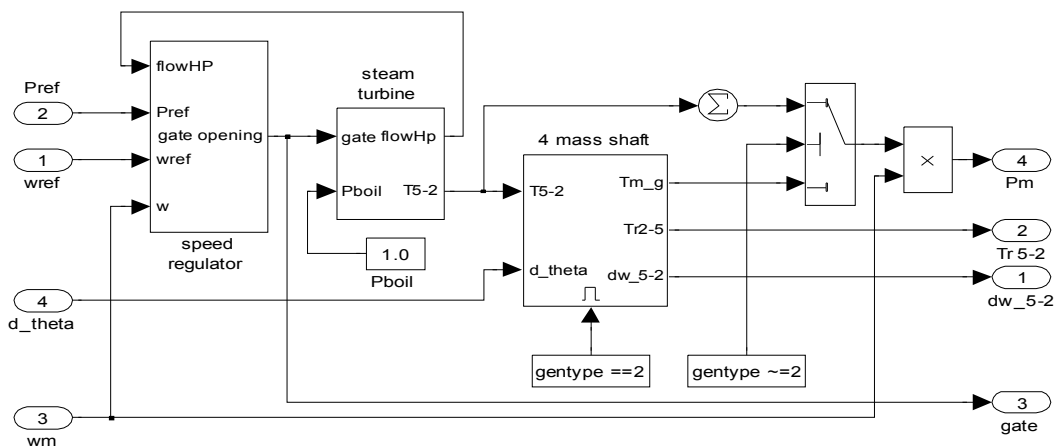 Pref
2
1
wref
4
d_theta
3
wm
flowHP
Pref
gate opening
wref
w
speed
regulator
steam
turbine
gate flowHp
Pboil
T5-2
1.0
Pboil
4 mass shaft
T5-2
Tm_g
Tr2-5
d_theta
dw_5-2
gentype ==2
gentype ~=2
Σ
×
4
Pm
2
Tr 5-2
1
dw_5-2
3
gate